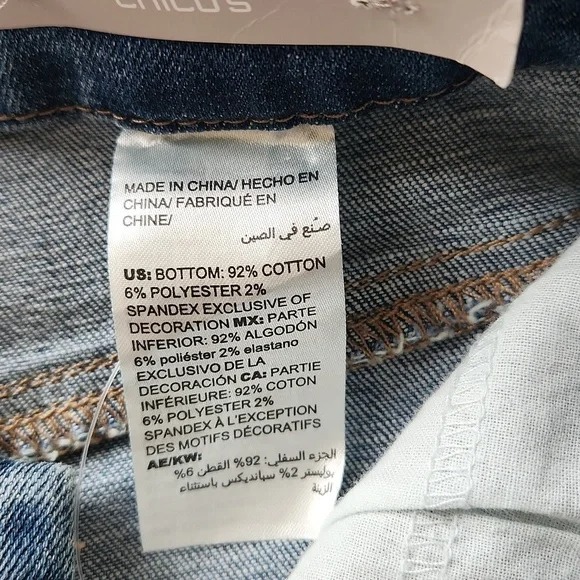 CHICO'S
MADE IN CHINA/ HECHO EN
CHINA/ FABRIQUÉ EN
CHINE/
صنع في الصين
US: BOTTOM: 92% COTTON
6% POLYESTER 2%
SPANDEX EXCLUSIVE OF
DECORATION MX: PARTE
INFERIOR: 92% ALGODÓN
6% poliéster 2% elastano
EXCLUSIVO DE LA
DECORACIÓN CA: PARTIE
INFÉRIEURE: 92% COTON
6% POLYESTER 2%
SPANDEX À L'EXCEPTION
DES MOTIFS DÉCORATIFS
AE/KW:
الجزء السفلي: 92% القطن 6%
بوليستر 2% سبانديكس باستثناء
الزينة